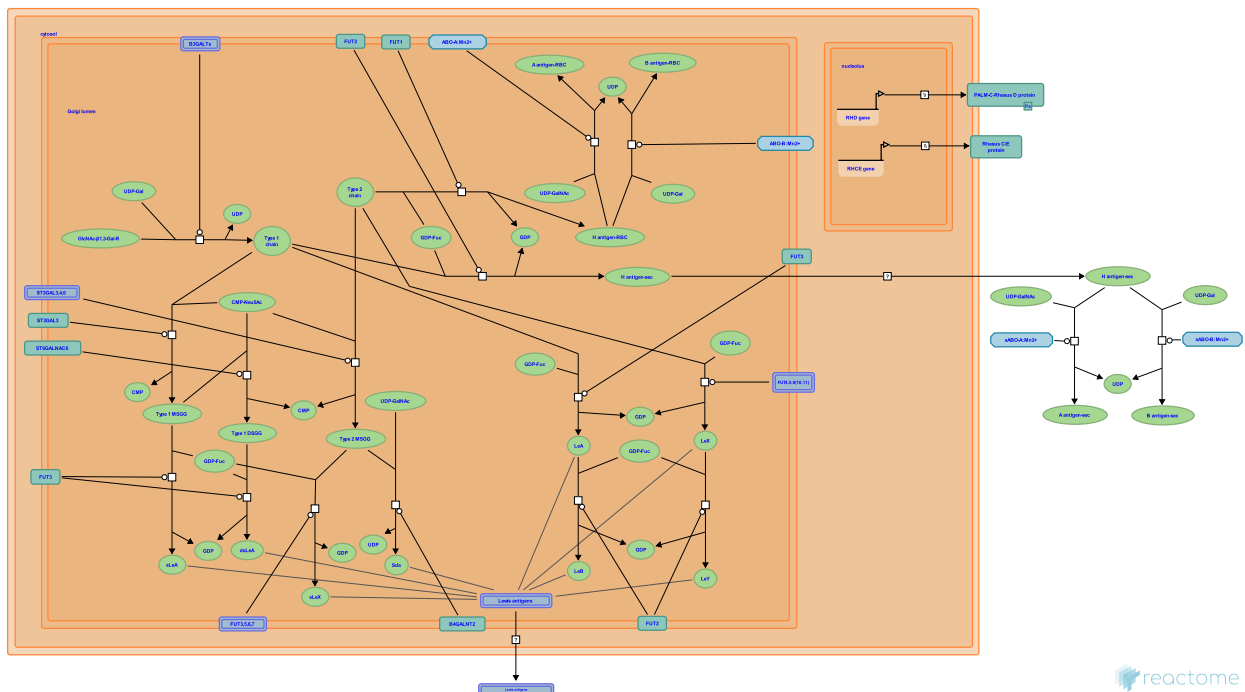 cytosol
B3GALTs
FUT2
FUT1
ABO-A:Mn2+
A antigen-RBC
B antigen-RBC
UDP
nucleolus
Golgi lumen
RHD gene
5
PALM-C-Rhesus D protein
ABO-B:Mn2+
RHCE gene
5
Rhesus C/E
protein
UDP-Gal
Type 2
chain
UDP-GalNAc
UDP-Gal
UDP
GlcNAcβ1,3-Gal-R
Type 1
chain
GDP-Fuc
GDP
H antigen-RBC
FUT3
H antigen-sec
?
H antigen-sec
ST3GAL3,4,6
CMP-Neu5Ac
UDP-GalNAc
UDP-Gal
ST3GAL3
ST6GALNAC6
sABO-A:Mn2+
sABO-B:Mn2+
GDP-Fuc
GDP-Fuc
CMP
UDP
UDP-GalNAc
CMP
GDP
Type 1 MSGG
A antigen-sec
B antigen-sec
Type 1 DSGG
Type 2 MSGG
LeA
LeX
GDP-Fuc
GDP-Fuc
FUT3
GDP
dsLeA
GDP
UDP
GDP
sLeA
Sda
LeB
LeY
sLeX
Lewis antigens
FUT3,5,6,7
B4GALNT2
FUT2
?
Lewis antigens
reactome